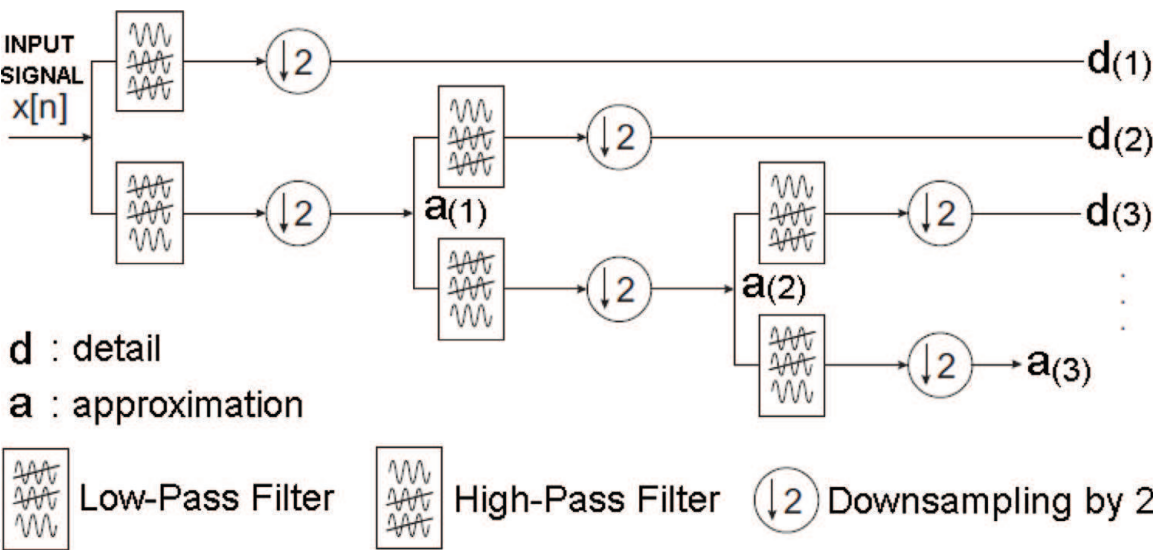 INPUT
SIGNAL
x[n]
↓2
d(1)
↓2
a(1)
↓2
d(2)
↓2
a(2)
↓2
d(3)
↓2
a(3)
d : detail
a : approximation
Low-Pass Filter
High-Pass Filter
↓2 Downsampling by 2